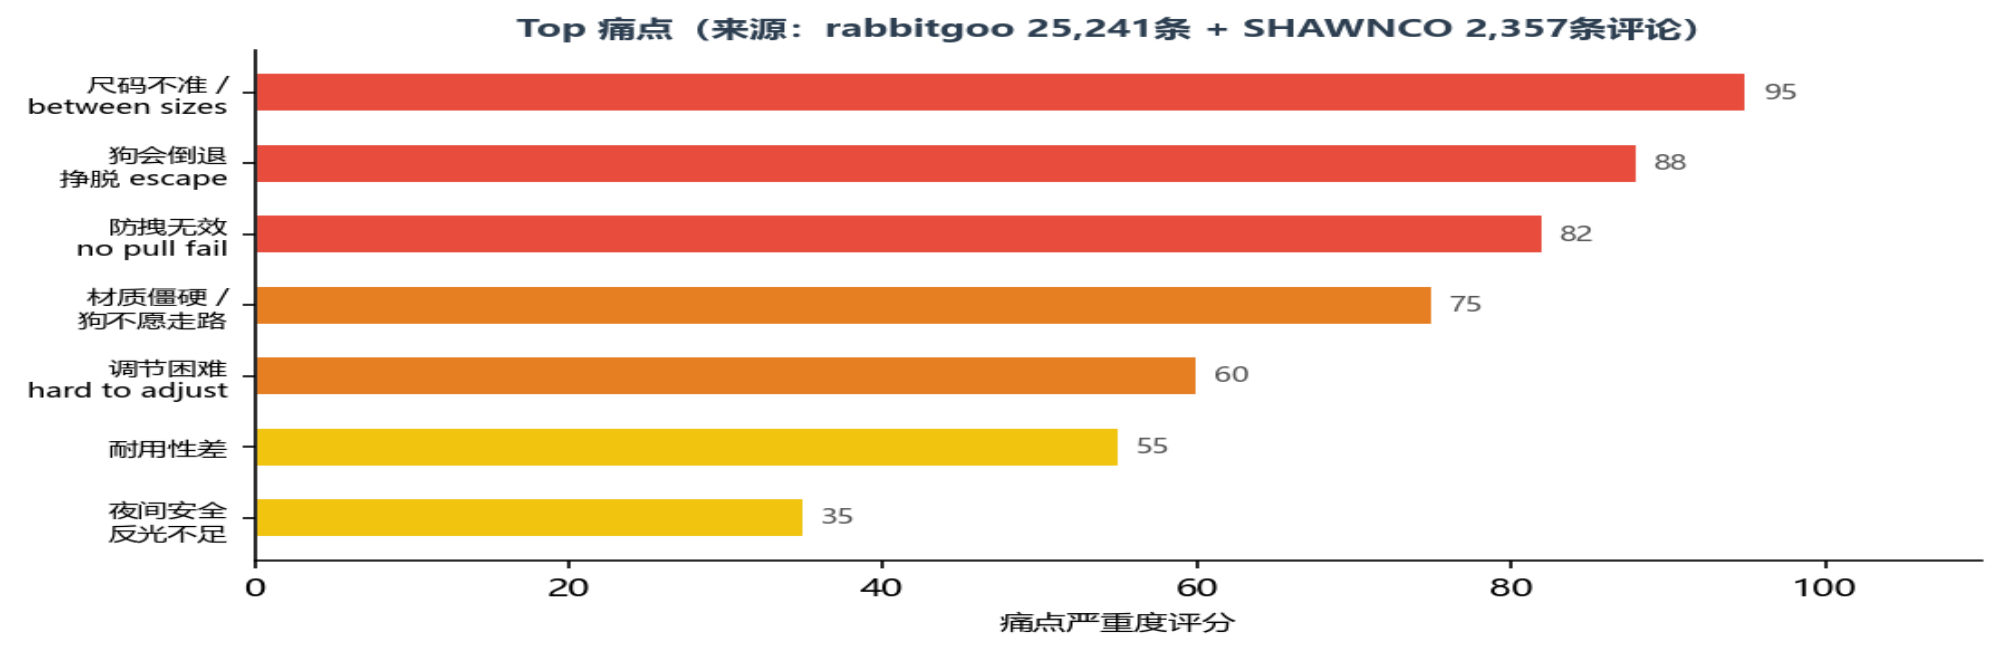 Top 痛点（来源：rabbitgoo 25,241条 + SHAWNCO 2,357条评论）
尺码不准 /
between sizes
95
狗会倒退
挣脱 escape
88
防拽无效
no pull fail
82
材质僵硬 /
狗不愿走路
75
调节困难
hard to adjust
60
耐用性差
55
夜间安全
反光不足
35
0 20 40 60 80 100
痛点严重度评分